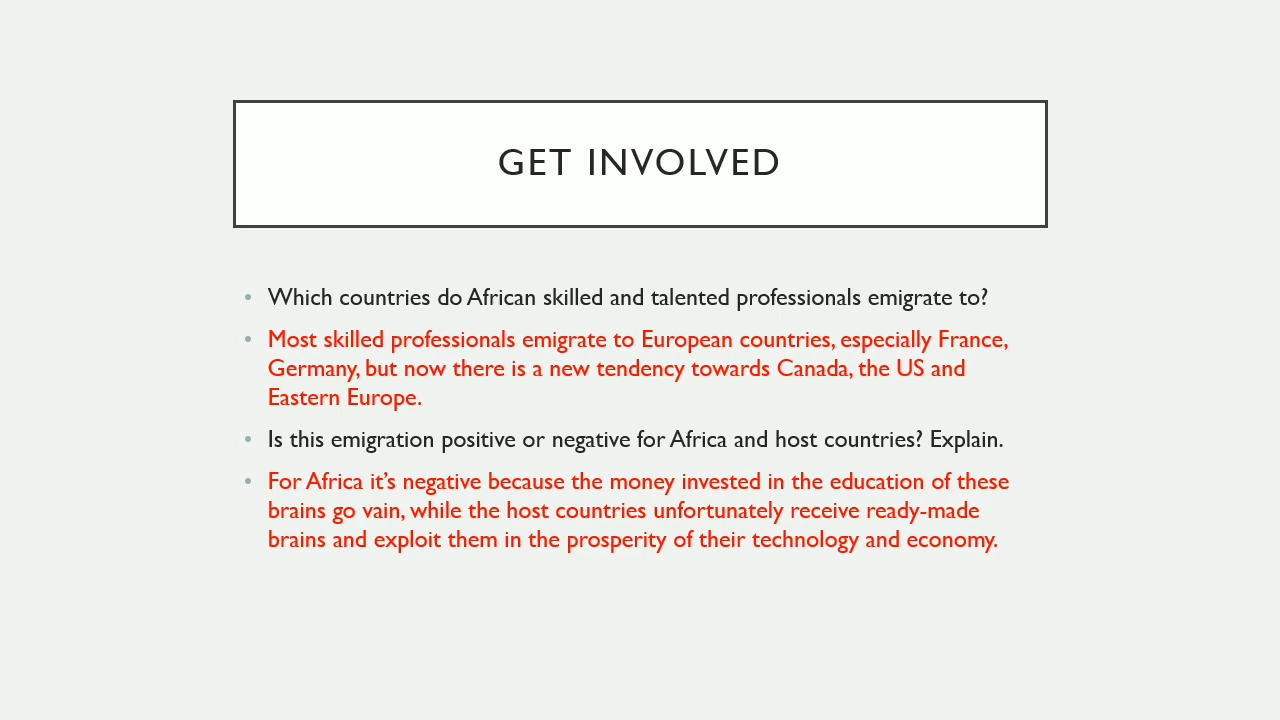 GET INVOLVED
• Which countries do African skilled and talented professionals emigrate to?
• Most skilled professionals emigrate to European countries, especially France,
Germany, but now there is a new tendency towards Canada, the US and
Eastern Europe.
• Is this emigration positive or negative for Africa and host countries? Explain.
• For Africa it’s negative because the money invested in the education of these
brains go vain, while the host countries unfortunately receive ready-made
brains and exploit them in the prosperity of their technology and economy.